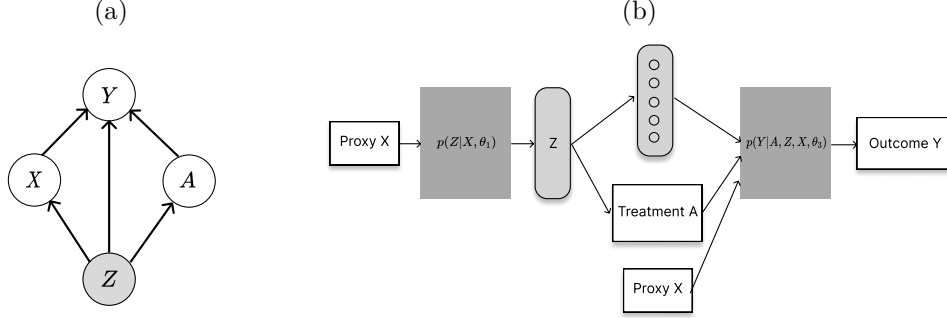 (a)
Y
X
A
Z
(b)
Proxy X
p(Z|X, θ₁)
Z
Treatment A
Proxy X
p(Y|A, Z, X, θ₃)
Outcome Y